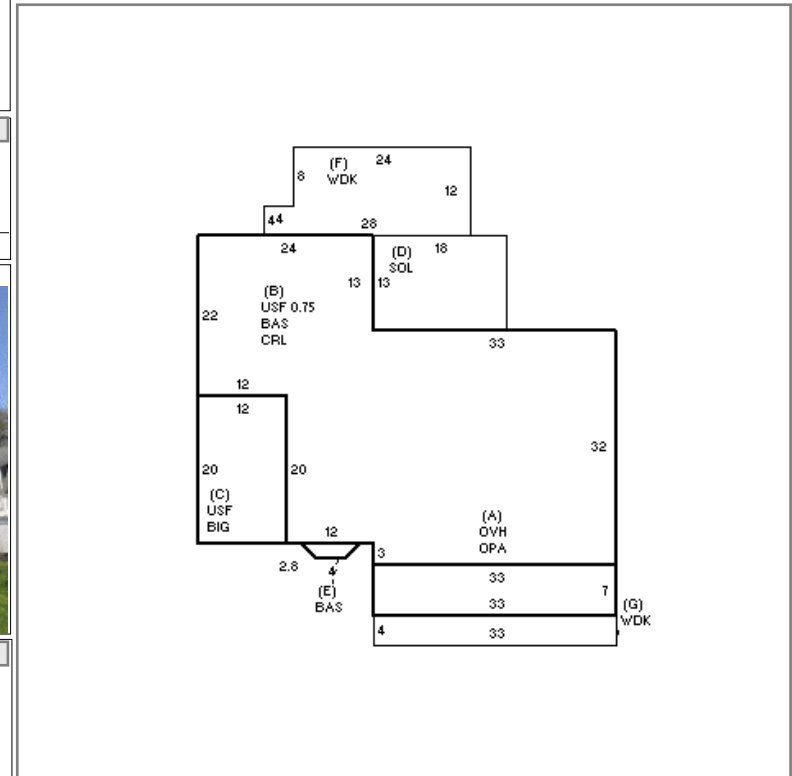 (F)
WDK
24
8
12
44
28
24
(D)
SOL
18
13
13
(B)
USF 0.75
BAS
CRL
22
33
12
12
32
20
20
(C)
USF
BIG
(A)
OVH
OPA
12
3
2.8
4
(E)
BAS
33
7
33
(G)
WDK
4
33